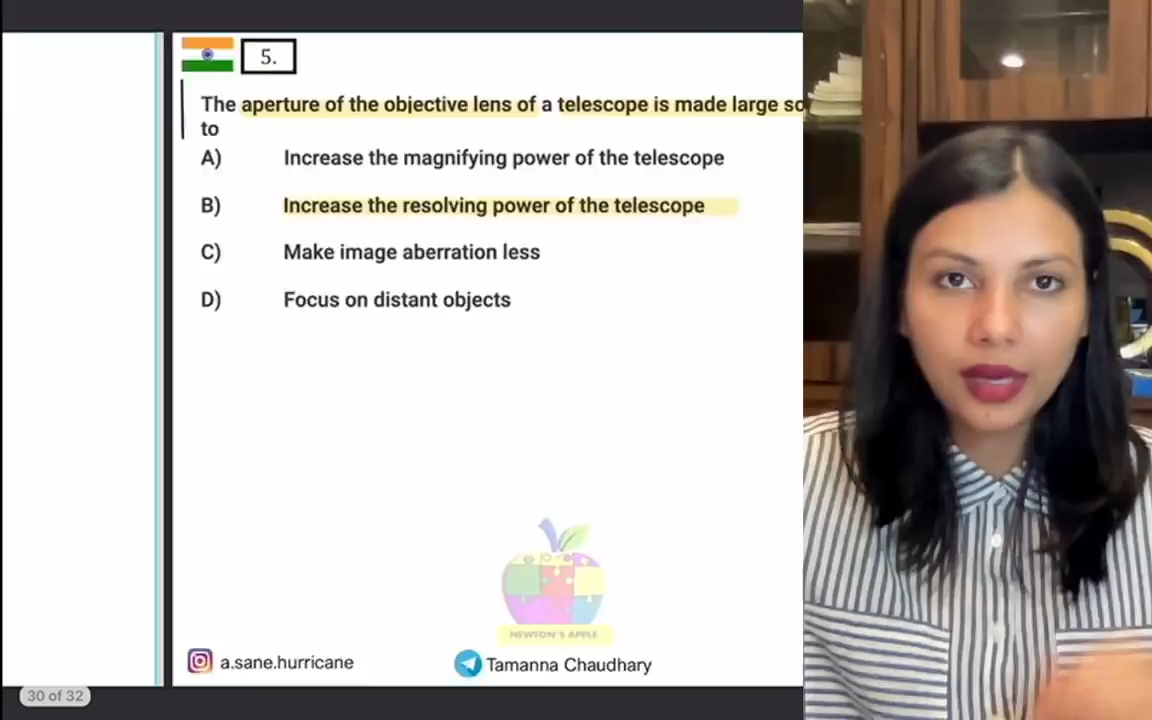 5.
The aperture of the objective lens of a telescope is made large so
to
A) Increase the magnifying power of the telescope
B) Increase the resolving power of the telescope
C) Make image aberration less
D) Focus on distant objects
NEWTON'S APPLE
a.sane.hurricane
Tamanna Chaudhary
30 of 32